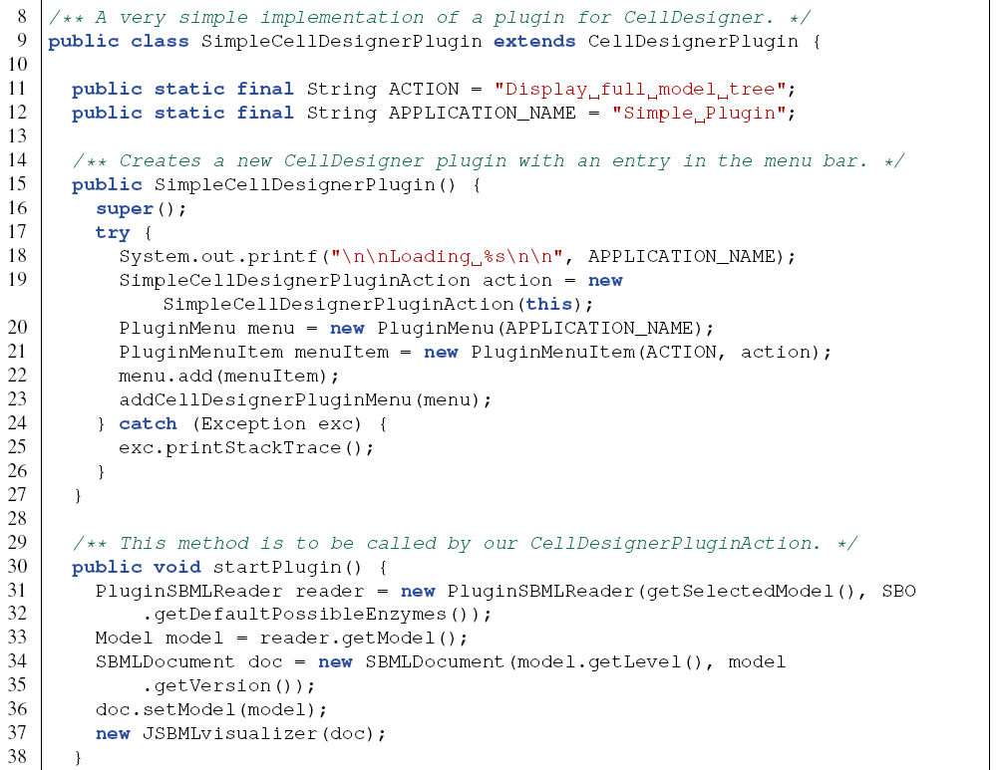 8 /** A very simple implementation of a plugin for CellDesigner. */
9 public class SimpleCellDesignerPlugin extends CellDesignerPlugin {
10
11 public static final String ACTION = "Display␣full␣model␣tree";
12 public static final String APPLICATION_NAME = "Simple␣Plugin";
13
14 /** Creates a new CellDesigner plugin with an entry in the menu bar. */
15 public SimpleCellDesignerPlugin() {
16 super();
17 try {
18 System.out.printf("\n\nLoading␣%s\n\n", APPLICATION_NAME);
19 SimpleCellDesignerPluginAction action = new
SimpleCellDesignerPluginAction(this);
20 PluginMenu menu = new PluginMenu(APPLICATION_NAME);
21 PluginMenuItem menuItem = new PluginMenuItem(ACTION, action);
22 menu.add(menuItem);
23 addCellDesignerPluginMenu(menu);
24 } catch (Exception exc) {
25 exc.printStackTrace();
26 }
27 }
28
29 /** This method is to be called by our CellDesignerPluginAction. */
30 public void startPlugin() {
31 PluginSBMLReader reader = new PluginSBMLReader(getSelectedModel(), SBO
32 .getDefaultPossibleEnzymes());
33 Model model = reader.getModel();
34 SBMLDocument doc = new SBMLDocument(model.getLevel(), model
35 .getVersion());
36 doc.setModel(model);
37 new JSBMLvisualizer(doc);
38 }